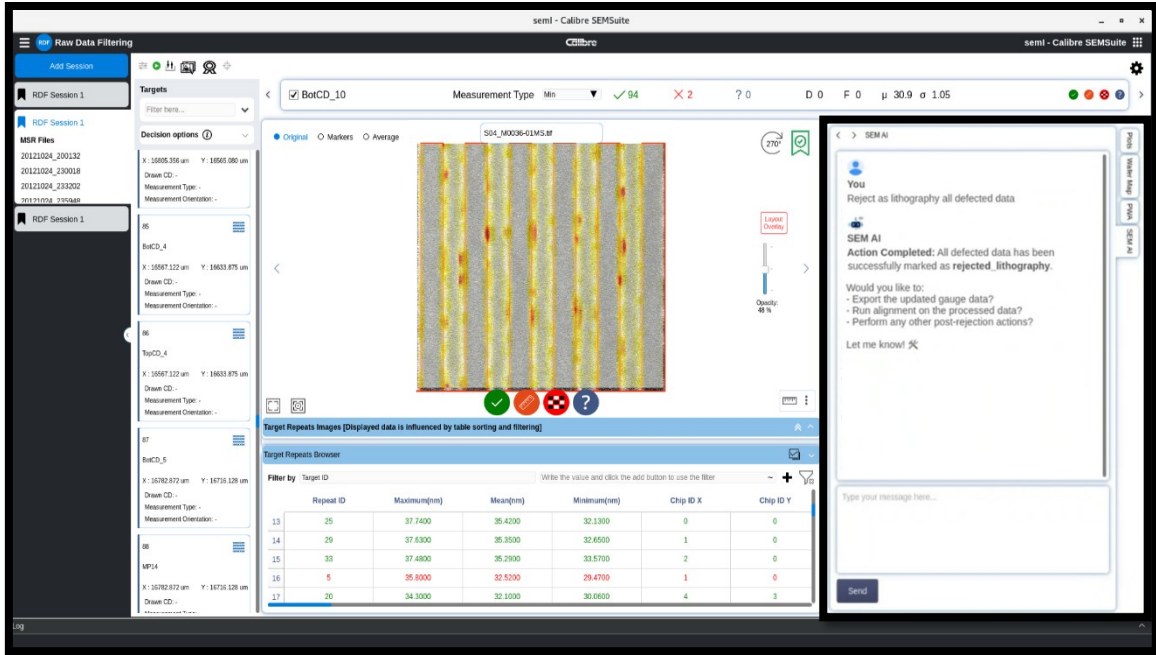 semI - Calibre SEMSuite
RDF Raw Data Filtering
Calibre
semI - Calibre SEMSuite
Add Session
RDF Session 1
RDF Session 1
MSR Files
20121024_200132
20121024_230018
20121024_233202
20121024_235948
RDF Session 1
Targets
Filter here...
Decision options
X : 16805.356 um Y : 16565.080 um
Drawn CD: -
Measurement Type: -
Measurement Orientation: -
85
BotCD_4
X : 16567.122 um Y : 16633.875 um
Drawn CD: -
Measurement Type: -
Measurement Orientation: -
86
TopCD_4
X : 16567.122 um Y : 16633.875 um
Drawn CD: -
Measurement Type: -
Measurement Orientation: -
87
BotCD_5
X : 16782.872 um Y : 16716.128 um
Drawn CD: -
Measurement Type: -
Measurement Orientation: -
88
MP14
X : 16782.872 um Y : 16716.128 um
Drawn CD: -
BotCD_10 Measurement Type Min 94 2 ? 0 D 0 F 0 μ 30.9 σ 1.05
Original Markers Average
S04_M0036-01MS.tif
270°
Layout
Overlay
Opacity:
48 %
Target Repeats Images [Displayed data is influenced by table sorting and filtering]
Target Repeats Browser
Filter by Target ID Write the value and click the add button to use the filter
Repeat ID Maximum(nm) Mean(nm) Minimum(nm) Chip ID X Chip ID Y
13 25 37.7400 35.4200 32.1300 0 0
14 29 37.6300 35.3500 32.6500 1 0
15 33 37.4800 35.2900 33.5700 2 0
16 5 35.8000 32.5200 29.4700 1 0
17 20 34.3000 32.1000 30.0600 4 3
< > SEM AI
You
Reject as lithography all defected data
SEM AI
Action Completed: All defected data has been
successfully marked as rejected_lithography.
Would you like to:
- Export the updated gauge data?
- Run alignment on the processed data?
- Perform any other post-rejection actions?
Let me know!
Type your message here...
Send
Plots
Wafer Map
PWA
SEM AI
Log